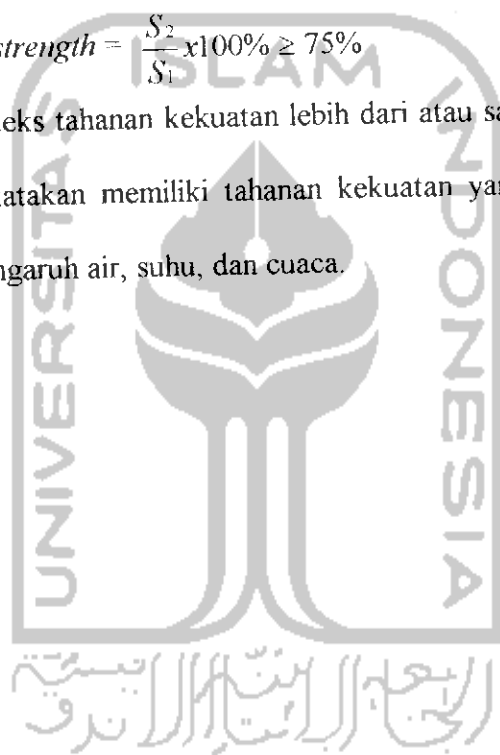 strength = S2/S1 x100% ≥ 75%
eks tahanan kekuatan lebih dari atau sa
atakan memiliki tahanan kekuatan yan
ngaruh air, suhu, dan cuaca.
ISLAM
UNIVERSITAS
INDONESIA